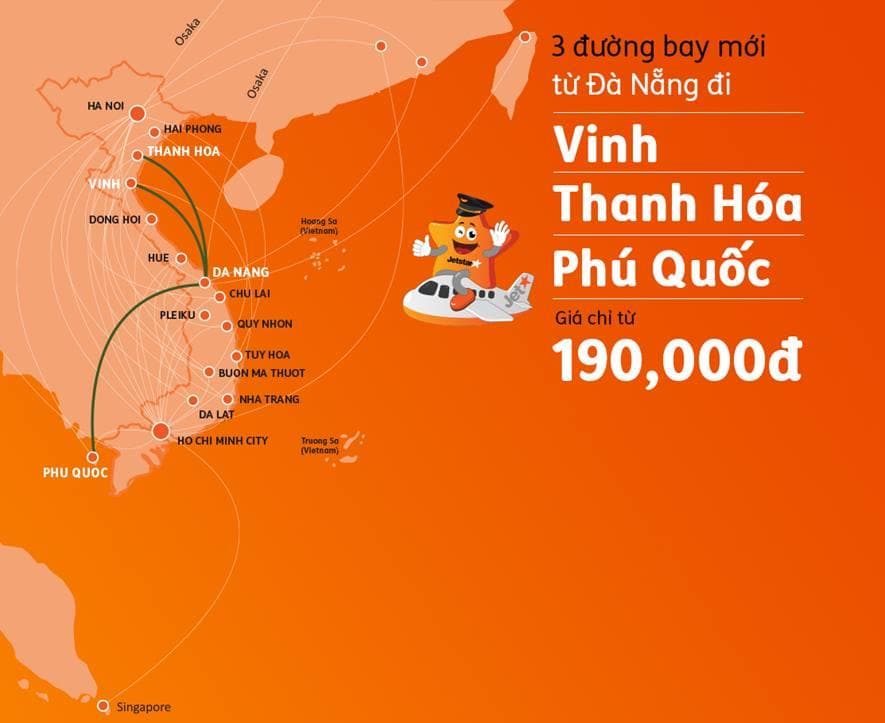 Osaka
Osaka
HA NOI
HAI PHONG
THANH HOA
VINH
DONG HOI
HUE
DA NANG
CHU LAI
PLEIKU
QUY NHON
TUY HOA
BUON MA THUOT
NHA TRANG
DA LAT
HO CHI MINH CITY
PHU QUOC
Hoang Sa
(Vietnam)
Truong Sa
(Vietnam)
Singapore
Jetstar
Jet
3 đường bay mới
từ Đà Nẵng đi
Vinh
Thanh Hóa
Phú Quốc
Giá chỉ từ
190,000đ